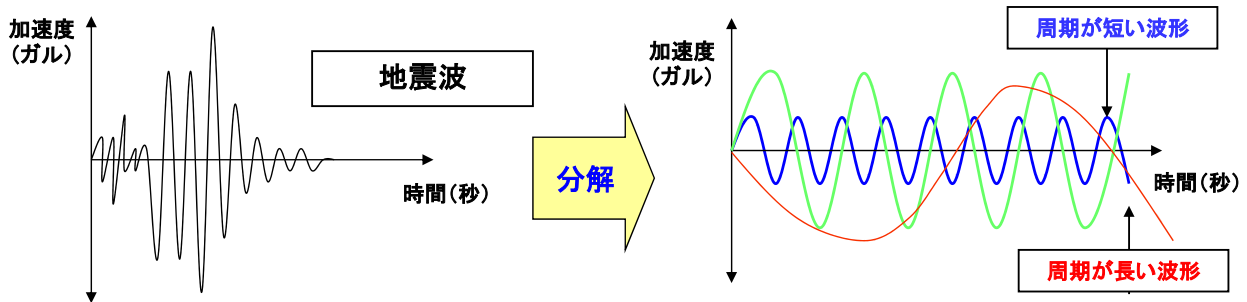 加速度
（ガル）
地震波
時間（秒）
分解
加速度
（ガル）
周期が短い波形
時間（秒）
周期が長い波形